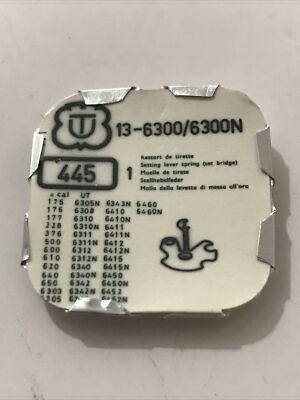 UT
13-6300/6300N
445
1
Ressort de tirette
Setting lever spring (set bridge)
Muelle de tirete
Stellhebelfeder
Molla della levetta di messa all'ora
cal UT
175 6305N 6343N 6460
176 6308 6410 6460N
177 6310 6410N
228 6310N 6411
376 6311 6411N
500 6311N 6412
600 6312 6412N
610 6312N 6415
620 6340 6415N
640 6340N 6450
650 6342 6450N
6303 6342N 6452
6305